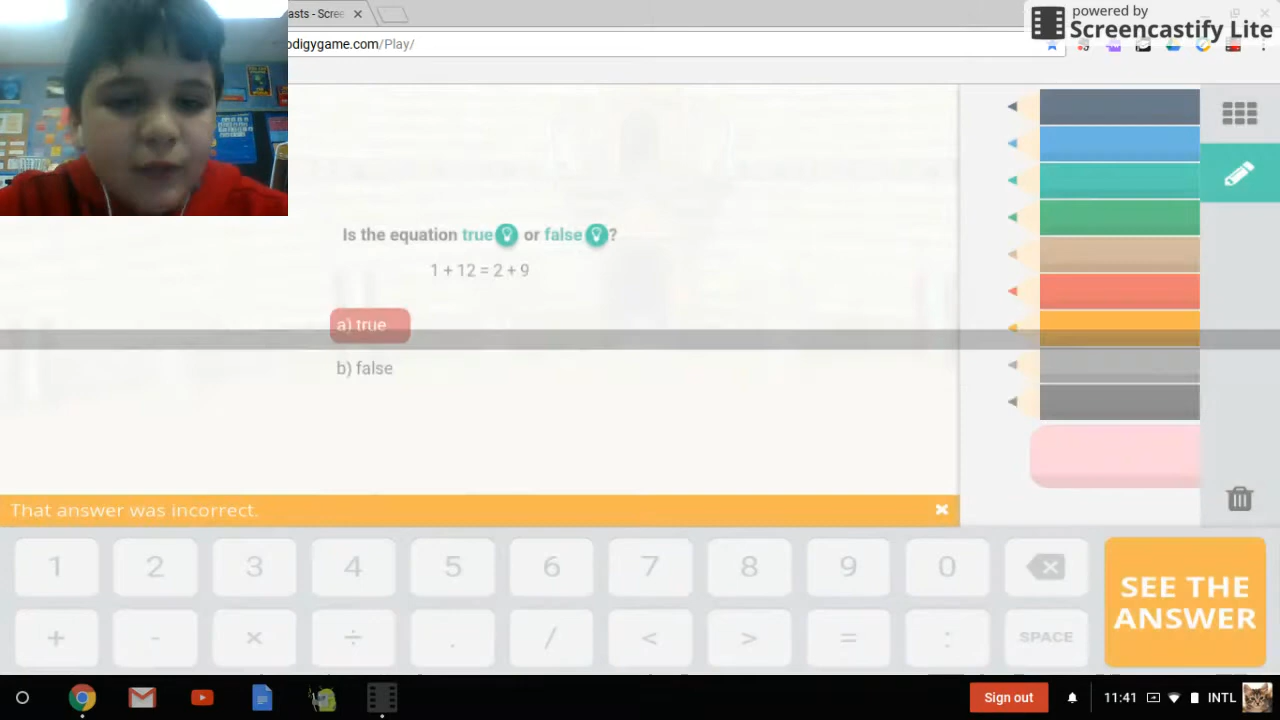 asts - Scree
powered by
Screencastify Lite
odigygame.com/Play/
Is the equation true or false ?
1 + 12 = 2 + 9
a) true
b) false
That answer was incorrect.
1 2 3 4 5 6 7 8 9 0
SEE THE
ANSWER
+ - × ÷ . / < > = : SPACE
Sign out
11:41
INTL